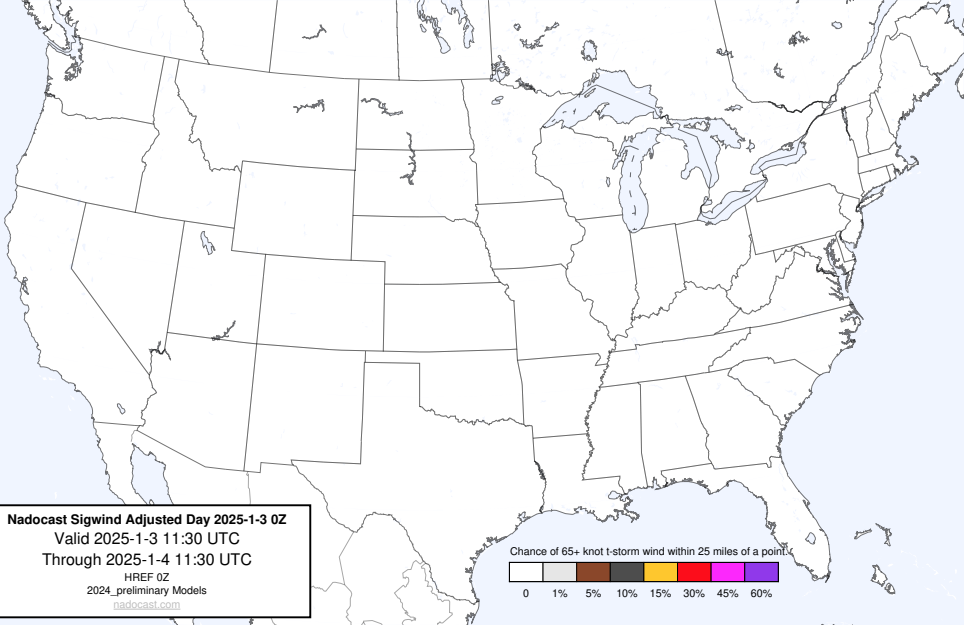 Nadocast Sigwind Adjusted Day 2025-1-3 0Z
Valid 2025-1-3 11:30 UTC
Through 2025-1-4 11:30 UTC
HREF 0Z
2024_preliminary Models
nadocast.com
Chance of 65+ knot t-storm wind within 25 miles of a point.
0 1% 5% 10% 15% 30% 45% 60%